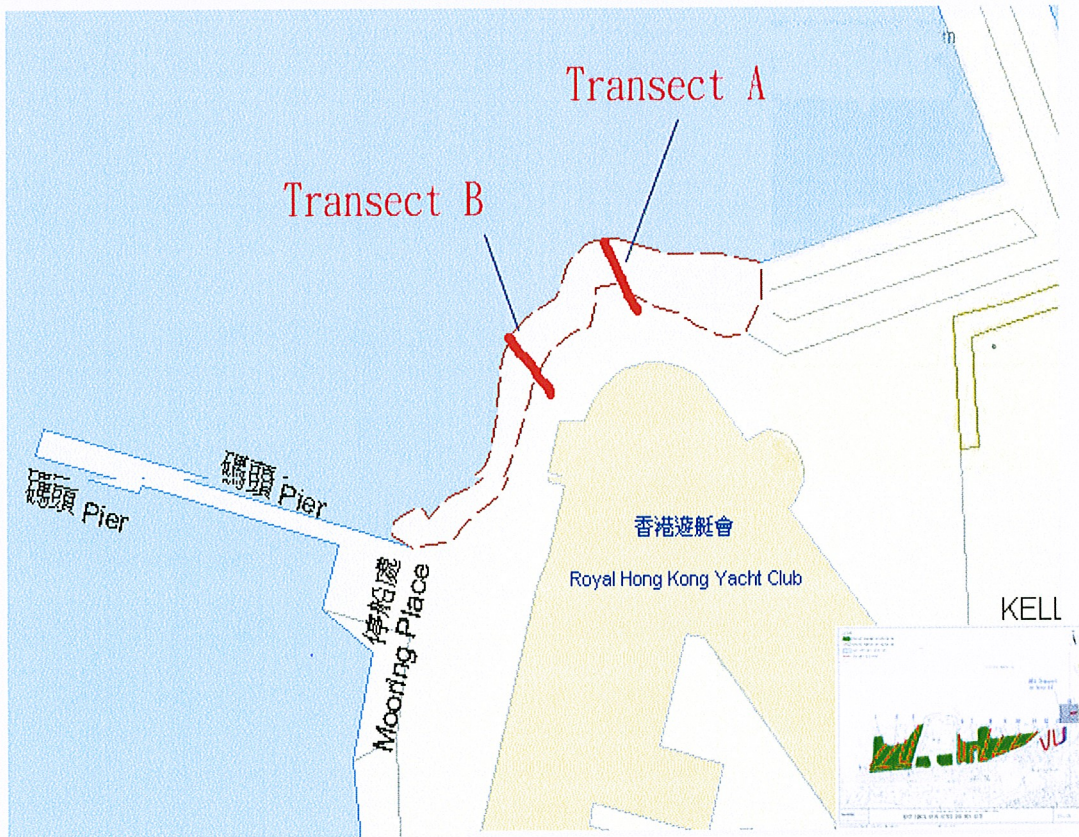 Transect A
Transect B
碼頭 Pier
碼頭 Pier
停船處
Mooring Place
香港遊艇會
Royal Hong Kong Yacht Club
KELL